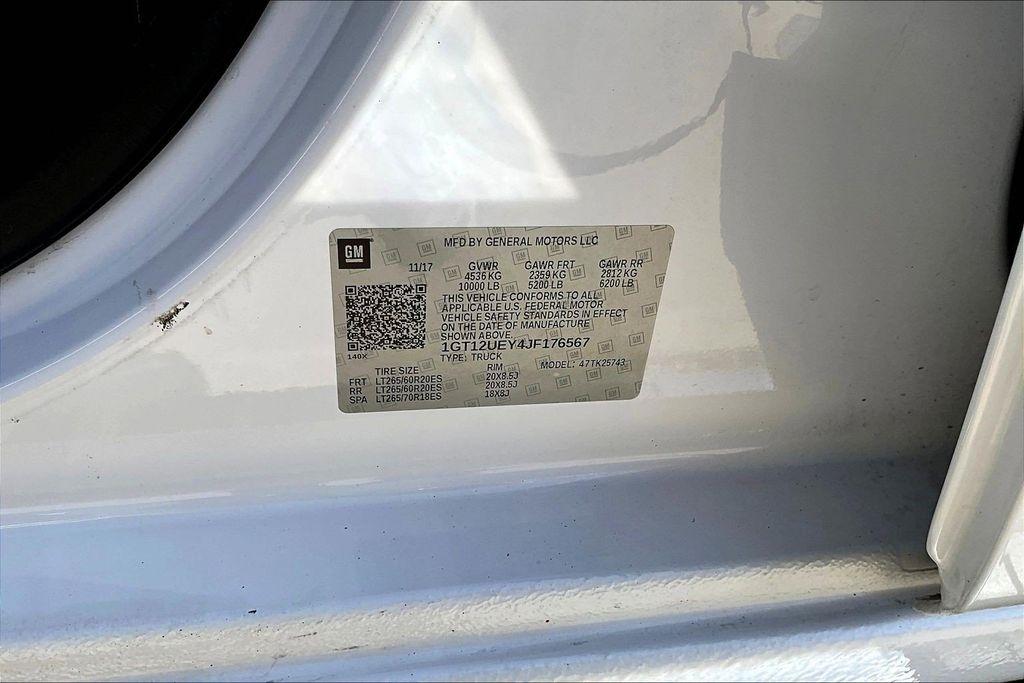 GM
MFD BY GENERAL MOTORS LLC
11/17 GVWR GAWR FRT GAWR RR
4536 KG 2359 KG 2812 KG
10000 LB 5200 LB 6200 LB
THIS VEHICLE CONFORMS TO ALL
APPLICABLE U.S. FEDERAL MOTOR
VEHICLE SAFETY STANDARDS IN EFFECT
ON THE DATE OF MANUFACTURE
SHOWN ABOVE.
1GT12UEY4JF176567
140X
TYPE: TRUCK MODEL: 47TK25743
TIRE SIZE RIM
FRT LT265/60R20ES 20X8.5J
RR LT265/60R20ES 20X8.5J
SPA LT265/70R18ES 18X8J